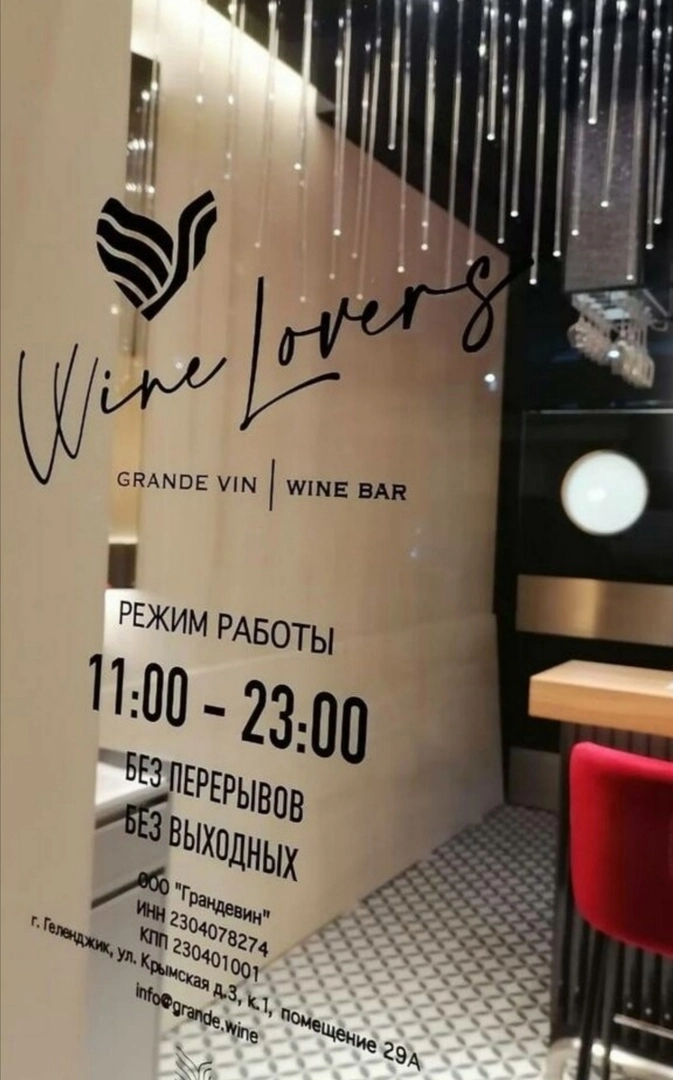 Wine Lovers
GRANDE VIN | WINE BAR
РЕЖИМ РАБОТЫ
11:00 – 23:00
БЕЗ ПЕРЕРЫВОВ
БЕЗ ВЫХОДНЫХ
ООО "Грандевин"
ИНН 2304078274
КПП 230401001
г. Геленджик, ул. Крымская д.3, к.1, помещение 29А
info@grande.wine